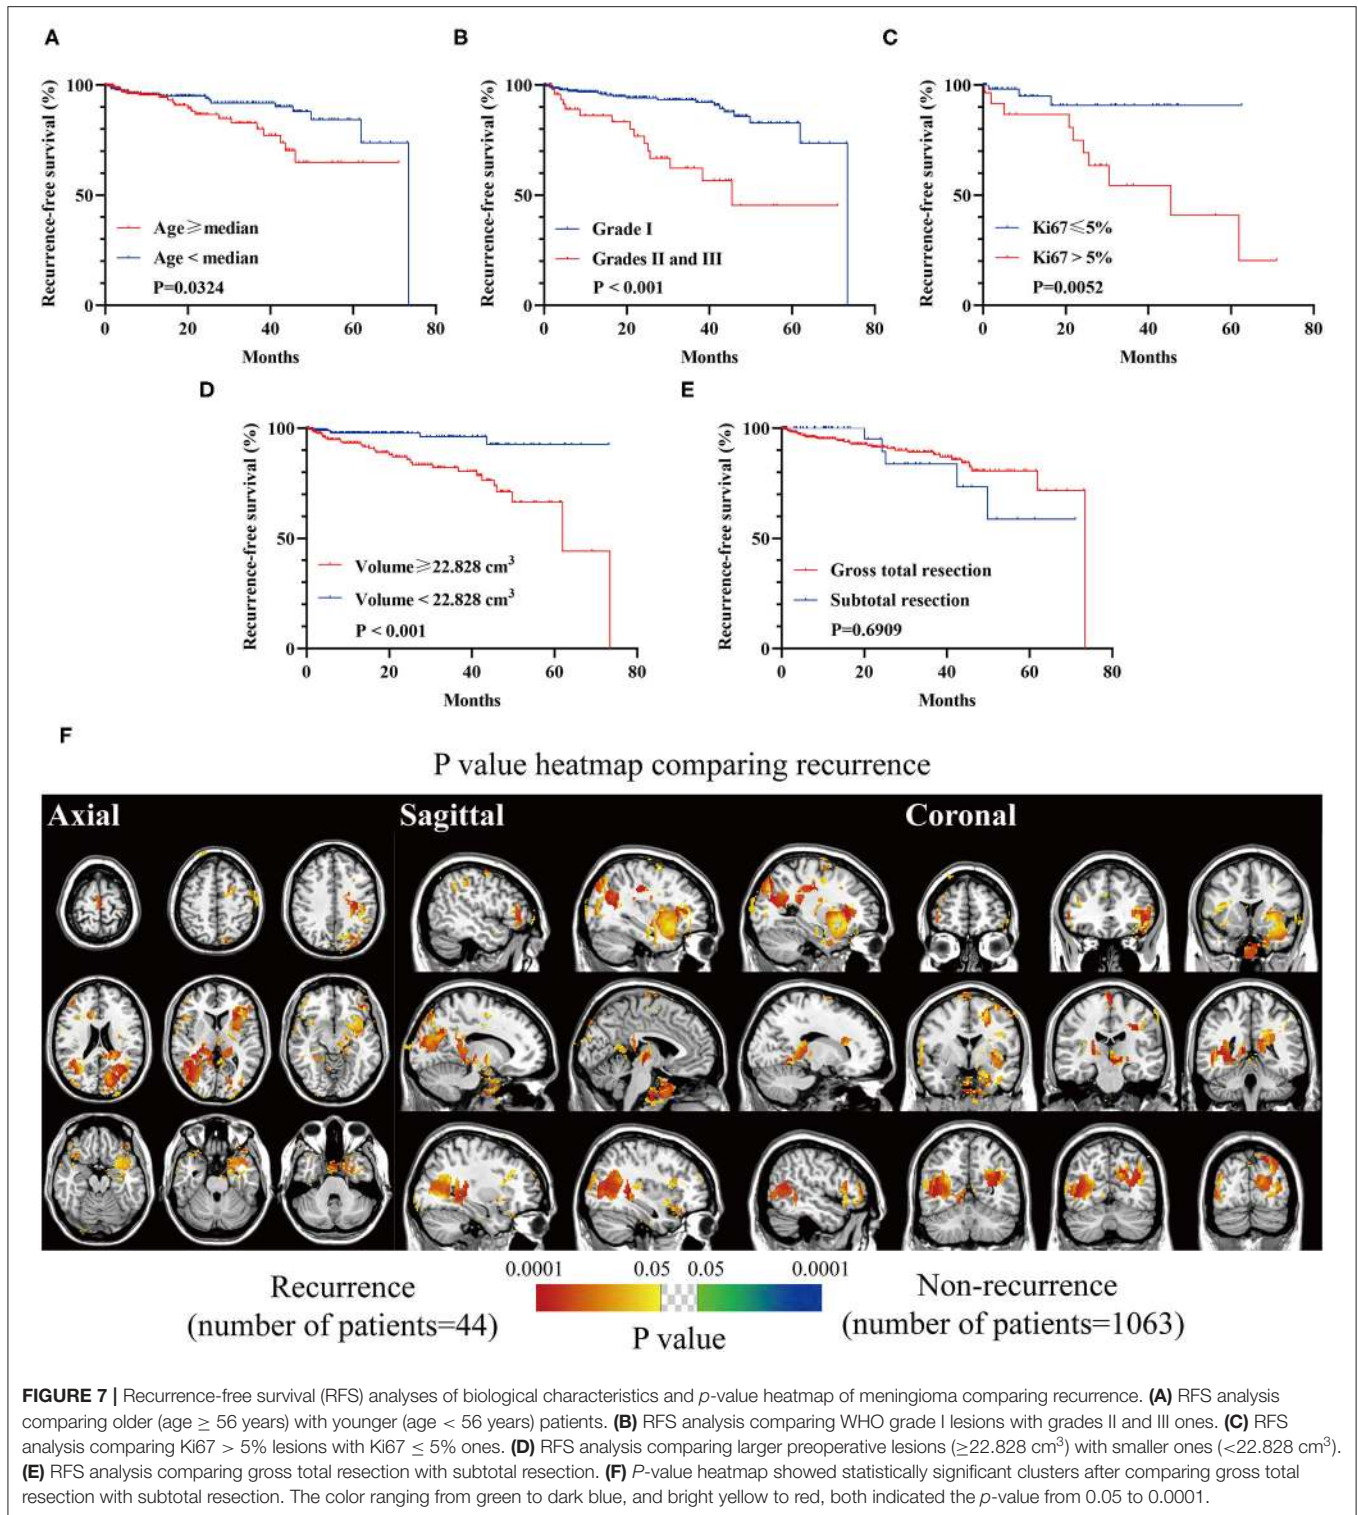 A
B
C
Recurrence-free survival (%)
100
50
0
Age≥median
Age < median
P=0.0324
0 20 40 60 80
Months
Recurrence-free survival (%)
100
50
0
Grade I
Grades II and III
P < 0.001
0 20 40 60 80
Months
Recurrence-free survival (%)
100
50
0
Ki67≤5%
Ki67 > 5%
P=0.0052
0 20 40 60 80
Months
D
E
Recurrence-free survival (%)
100
50
0
Volume≥22.828 cm³
Volume < 22.828 cm³
P < 0.001
0 20 40 60 80
Months
Recurrence-free survival (%)
100
50
0
Gross total resection
Subtotal resection
P=0.6909
0 20 40 60 80
Months
F
P value heatmap comparing recurrence
Axial
Sagittal
Coronal
Recurrence
(number of patients=44)
0.0001 0.05 0.05 0.0001
P value
Non-recurrence
(number of patients=1063)
FIGURE 7 | Recurrence-free survival (RFS) analyses of biological characteristics and p-value heatmap of meningioma comparing recurrence. (A) RFS analysis
comparing older (age ≥ 56 years) with younger (age < 56 years) patients. (B) RFS analysis comparing WHO grade I lesions with grades II and III ones. (C) RFS
analysis comparing Ki67 > 5% lesions with Ki67 ≤ 5% ones. (D) RFS analysis comparing larger preoperative lesions (≥22.828 cm³) with smaller ones (<22.828 cm³).
(E) RFS analysis comparing gross total resection with subtotal resection. (F) P-value heatmap showed statistically significant clusters after comparing gross total
resection with subtotal resection. The color ranging from green to dark blue, and bright yellow to red, both indicated the p-value from 0.05 to 0.0001.